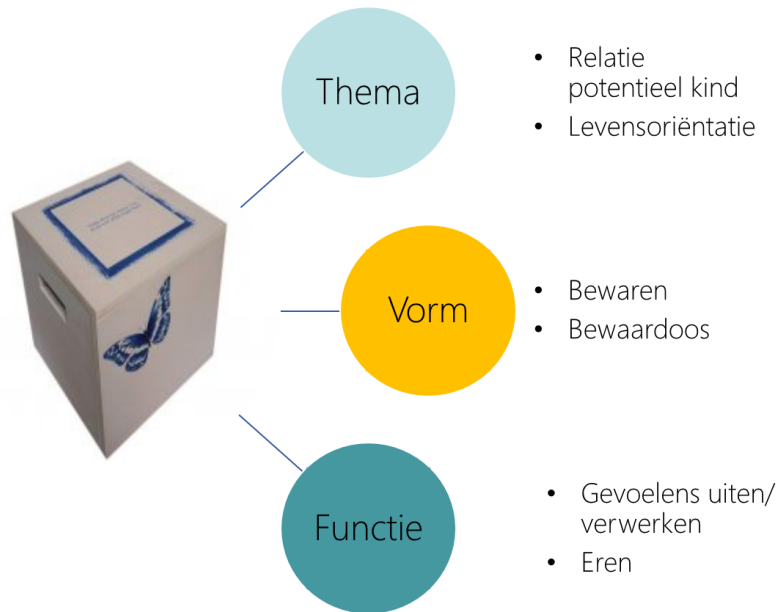 Thema
• Relatie
potentieel kind
• Levensoriëntatie
Vorm
• Bewaren
• Bewaardoos
Functie
• Gevoelens uiten/
verwerken
• Eren